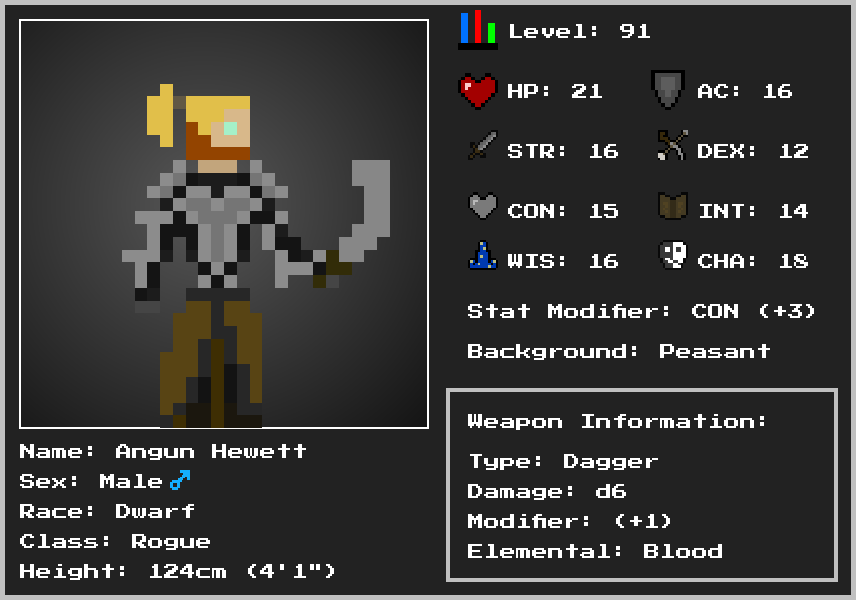 Level: 91
HP: 21 AC: 16
STR: 16 DEX: 12
CON: 15 INT: 14
WIS: 16 CHA: 18
Stat Modifier: CON (+3)
Background: Peasant
Weapon Information:
Type: Dagger
Damage: d6
Modifier: (+1)
Elemental: Blood
Name: Angun Hewett
Sex: Male♂
Race: Dwarf
Class: Rogue
Height: 124cm (4'1")